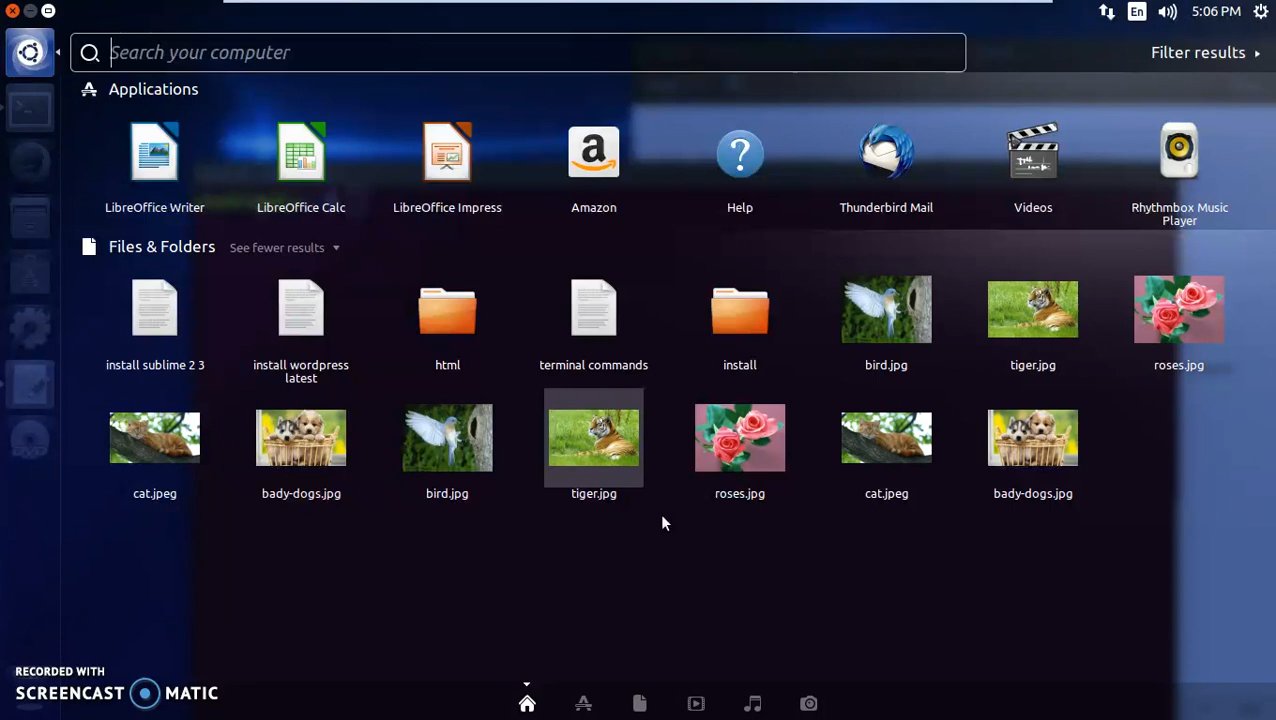 En
5:06 PM
Search your computer
Filter results
Applications
LibreOffice Writer
LibreOffice Calc
LibreOffice Impress
Amazon
Help
Thunderbird Mail
Videos
Rhythmbox Music
Player
Files & Folders
See fewer results
install sublime 2 3
install wordpress
latest
html
terminal commands
install
bird.jpg
tiger.jpg
roses.jpg
cat.jpeg
bady-dogs.jpg
bird.jpg
tiger.jpg
roses.jpg
cat.jpeg
bady-dogs.jpg
RECORDED WITH
SCREENCAST MATIC